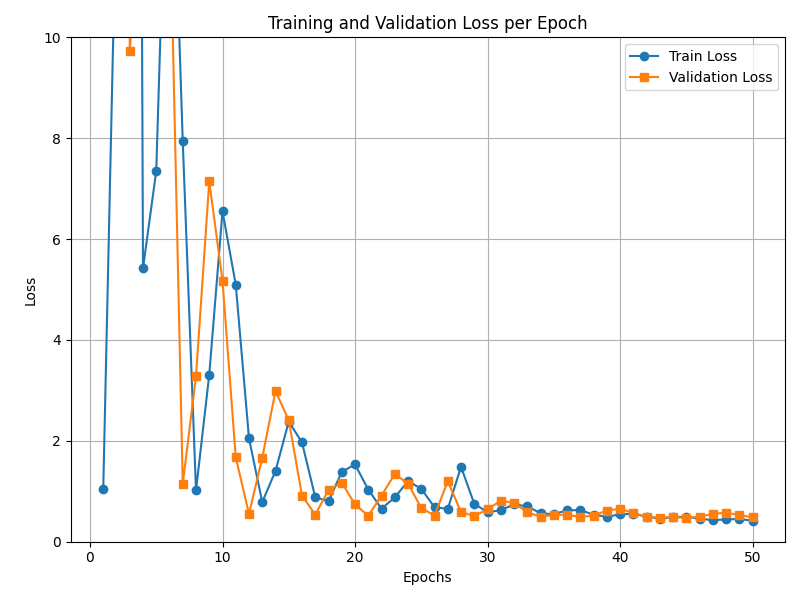 Training and Validation Loss per Epoch
Train Loss
Validation Loss
Loss
10
8
6
4
2
0
0 10 20 30 40 50
Epochs